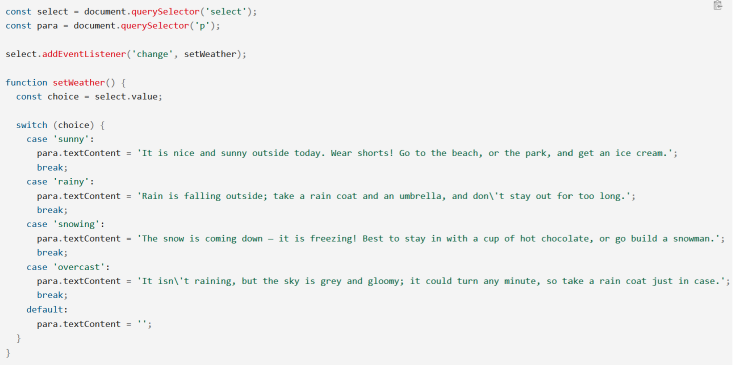 const select = document.querySelector('select');
const para = document.querySelector('p');
select.addEventListener('change', setWeather);
function setWeather() {
  const choice = select.value;
  switch (choice) {
    case 'sunny':
      para.textContent = 'It is nice and sunny outside today. Wear shorts! Go to the beach, or the park, and get an ice cream.';
      break;
    case 'rainy':
      para.textContent = 'Rain is falling outside; take a rain coat and an umbrella, and don\'t stay out for too long.';
      break;
    case 'snowing':
      para.textContent = 'The snow is coming down — it is freezing! Best to stay in with a cup of hot chocolate, or go build a snowman.';
      break;
    case 'overcast':
      para.textContent = 'It isn\'t raining, but the sky is grey and gloomy; it could turn any minute, so take a rain coat just in case.';
      break;
    default:
      para.textContent = '';
  }
}